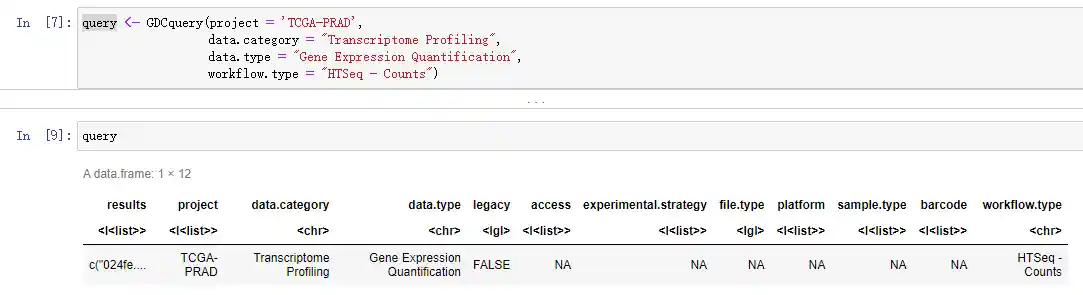 In [7]: query <- GDCquery(project = 'TCGA-PRAD',
data.category = "Transcriptome Profiling",
data.type = "Gene Expression Quantification",
workflow.type = "HTSeq - Counts")
...
In [9]: query
A data.frame: 1 × 12
results project data.category data.type legacy access experimental.strategy file.type platform sample.type barcode workflow.type
<I<list>> <I<list>> <chr> <chr> <lgl> <I<list>> <I<list>> <lgl> <I<list>> <I<list>> <I<list>> <chr>
c("024fe.... TCGA- Transcriptome Gene Expression FALSE NA NA NA NA NA NA HTSeq -
PRAD Profiling Quantification Counts